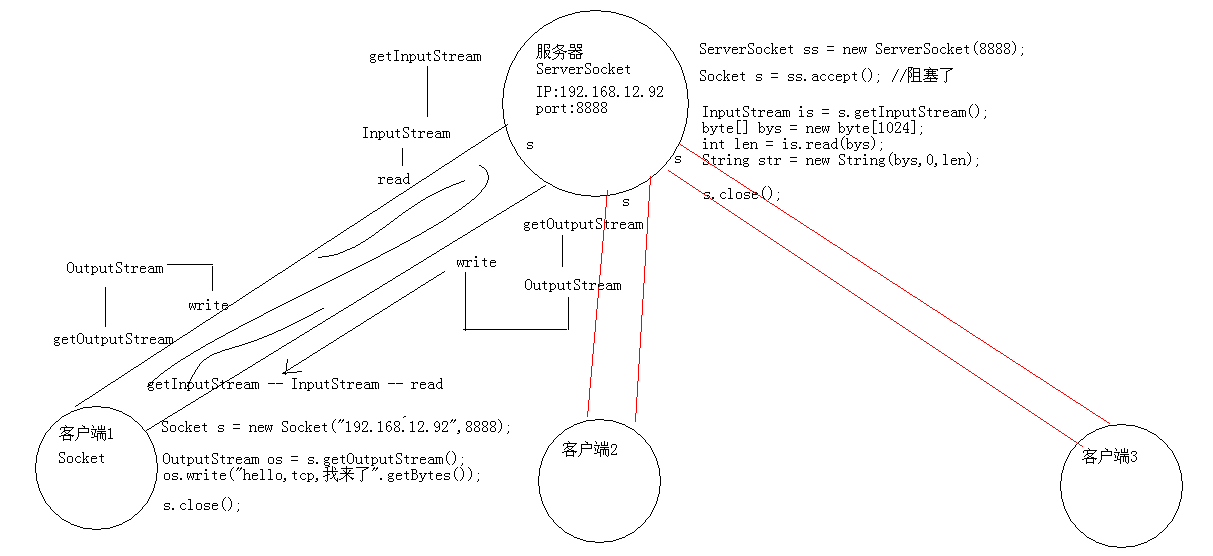 服务器
ServerSocket
IP:192.168.12.92
port:8888
ServerSocket ss = new ServerSocket(8888);
Socket s = ss.accept(); //阻塞了
InputStream is = s.getInputStream();
byte[] bys = new byte[1024];
int len = is.read(bys);
String str = new String(bys,0,len);
s.close();
getInputStream
InputStream
read
s
s
s
getOutputStream
write
OutputStream
OutputStream
write
getOutputStream
getInputStream -- InputStream -- read
客户端1
Socket
Socket s = new Socket("192.168.12.92",8888);
OutputStream os = s.getOutputStream();
os.write("hello,tcp,我来了".getBytes());
s.close();
客户端2
客户端3